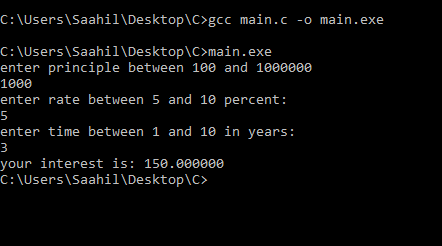 C:\Users\Saahil\Desktop\C>gcc main.c -o main.exe
C:\Users\Saahil\Desktop\C>main.exe
enter principle between 100 and 1000000
1000
enter rate between 5 and 10 percent:
5
enter time between 1 and 10 in years:
3
your interest is: 150.000000
C:\Users\Saahil\Desktop\C>